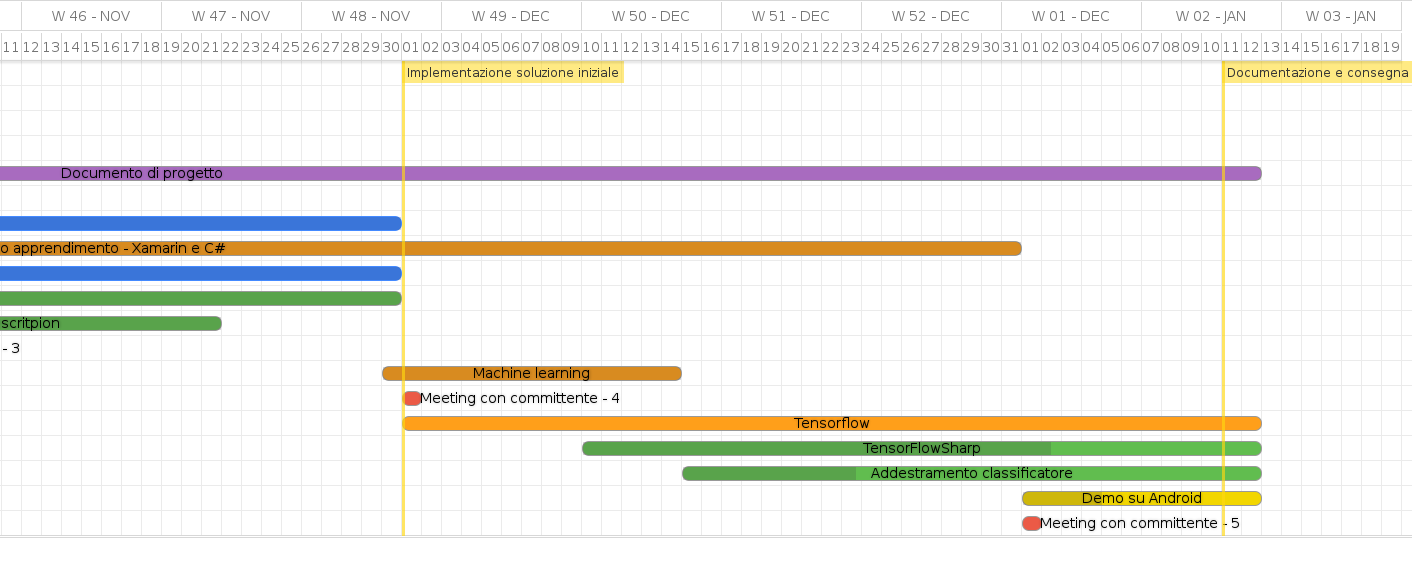 W 46 - NOV W 47 - NOV W 48 - NOV W 49 - DEC W 50 - DEC W 51 - DEC W 52 - DEC W 01 - DEC W 02 - JAN W 03 - JAN
11 12 13 14 15 16 17 18 19 20 21 22 23 24 25 26 27 28 29 30 01 02 03 04 05 06 07 08 09 10 11 12 13 14 15 16 17 18 19 20 21 22 23 24 25 26 27 28 29 30 31 01 02 03 04 05 06 07 08 09 10 11 12 13 14 15 16 17 18 19
Implementazione soluzione iniziale Documentazione e consegna
Documento di progetto
o apprendimento - Xamarin e C#
scritpion
- 3
Machine learning
Meeting con committente - 4
Tensorflow
TensorFlowSharp
Addestramento classificatore
Demo su Android
Meeting con committente - 5